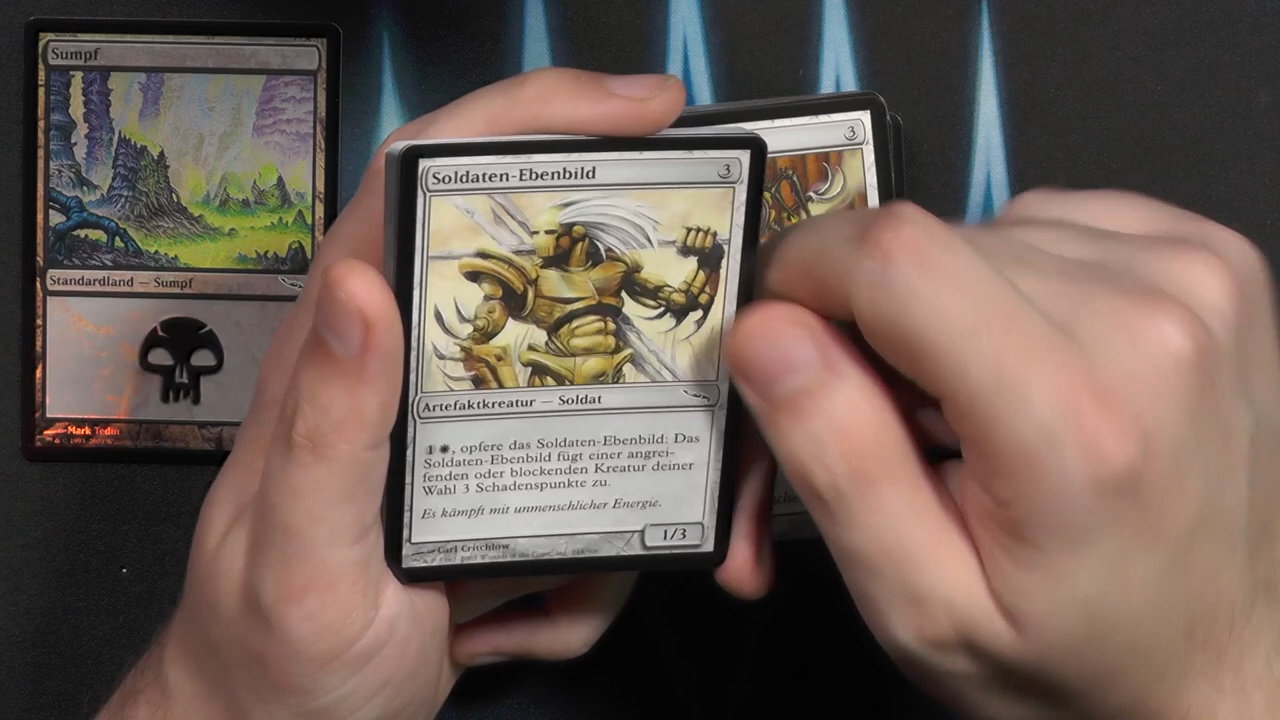 Sumpf
Standardland — Sumpf
Mark Tedin
Soldaten-Ebenbild
3
Artefaktkreatur — Soldat
1 , opfere das Soldaten-Ebenbild: Das
Soldaten-Ebenbild fügt einer angrei-
fenden oder blockenden Kreatur deiner
Wahl 3 Schadenspunkte zu.
Es kämpft mit unmenschlicher Energie.
1/3
Carl Critchlow
3